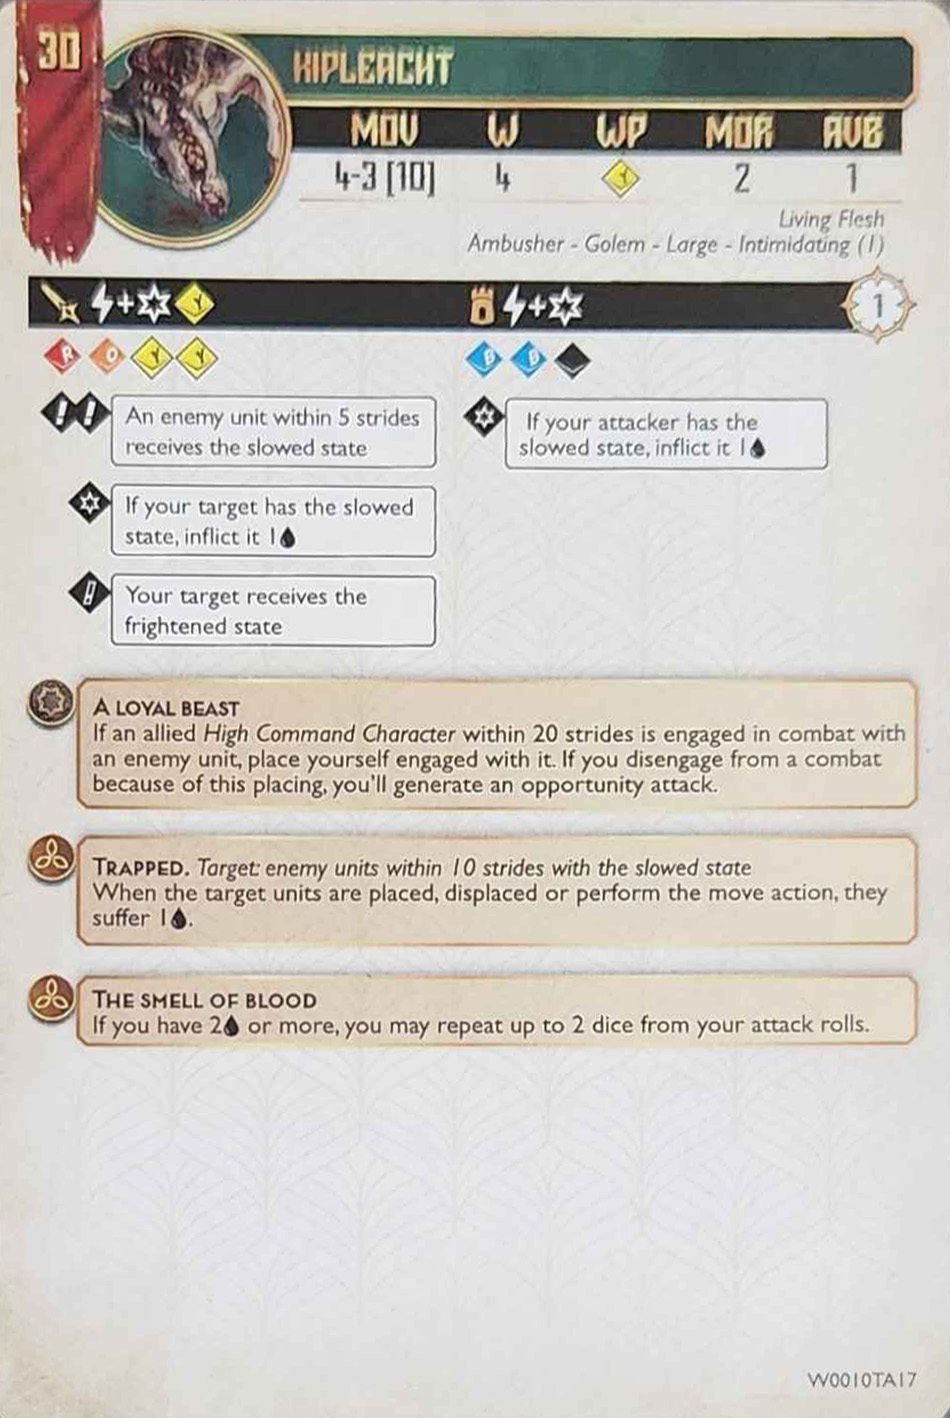 30
HIPLEACHT
MOV W WP MOR AUB
4-3 [10] 4 Y 2 1
Living Flesh
Ambusher - Golem - Large - Intimidating (1)
+ Y + 1
R O Y Y B B
!! An enemy unit within 5 strides
receives the slowed state
If your attacker has the
slowed state, inflict it 1
If your target has the slowed
state, inflict it 1
Your target receives the
frightened state
A LOYAL BEAST
If an allied High Command Character within 20 strides is engaged in combat with
an enemy unit, place yourself engaged with it. If you disengage from a combat
because of this placing, you'll generate an opportunity attack.
TRAPPED. Target: enemy units within 10 strides with the slowed state
When the target units are placed, displaced or perform the move action, they
suffer 1.
THE SMELL OF BLOOD
If you have 2 or more, you may repeat up to 2 dice from your attack rolls.
W0010TA17